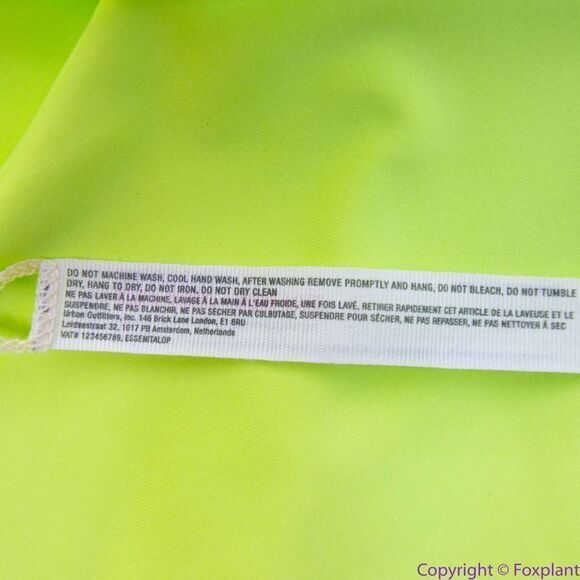 DO NOT MACHINE WASH, COOL HAND WASH, AFTER WASHING REMOVE PROMPTLY AND HANG, DO NOT BLEACH, DO NOT TUMBLE
DRY, HANG TO DRY, DO NOT IRON, DO NOT DRY CLEAN
NE PAS LAVER À LA MACHINE, LAVAGE À LA MAIN À L'EAU FROIDE, UNE FOIS LAVÉ, RETIRER RAPIDEMENT CET ARTICLE DE LA LAVEUSE ET LE
SUSPENDRE, NE PAS BLANCHIR, NE PAS SÉCHER PAR CULBUTAGE, SUSPENDRE POUR SÉCHER, NE PAS REPASSER, NE PAS NETTOYER À SEC
Urban Outfitters, Inc. 146 Brick Lane London, E1 6RU
Leidsestraat 32, 1017 PB Amsterdam, Netherlands
VAT# 123456789, ESSENITALOP
Copyright © Foxplant